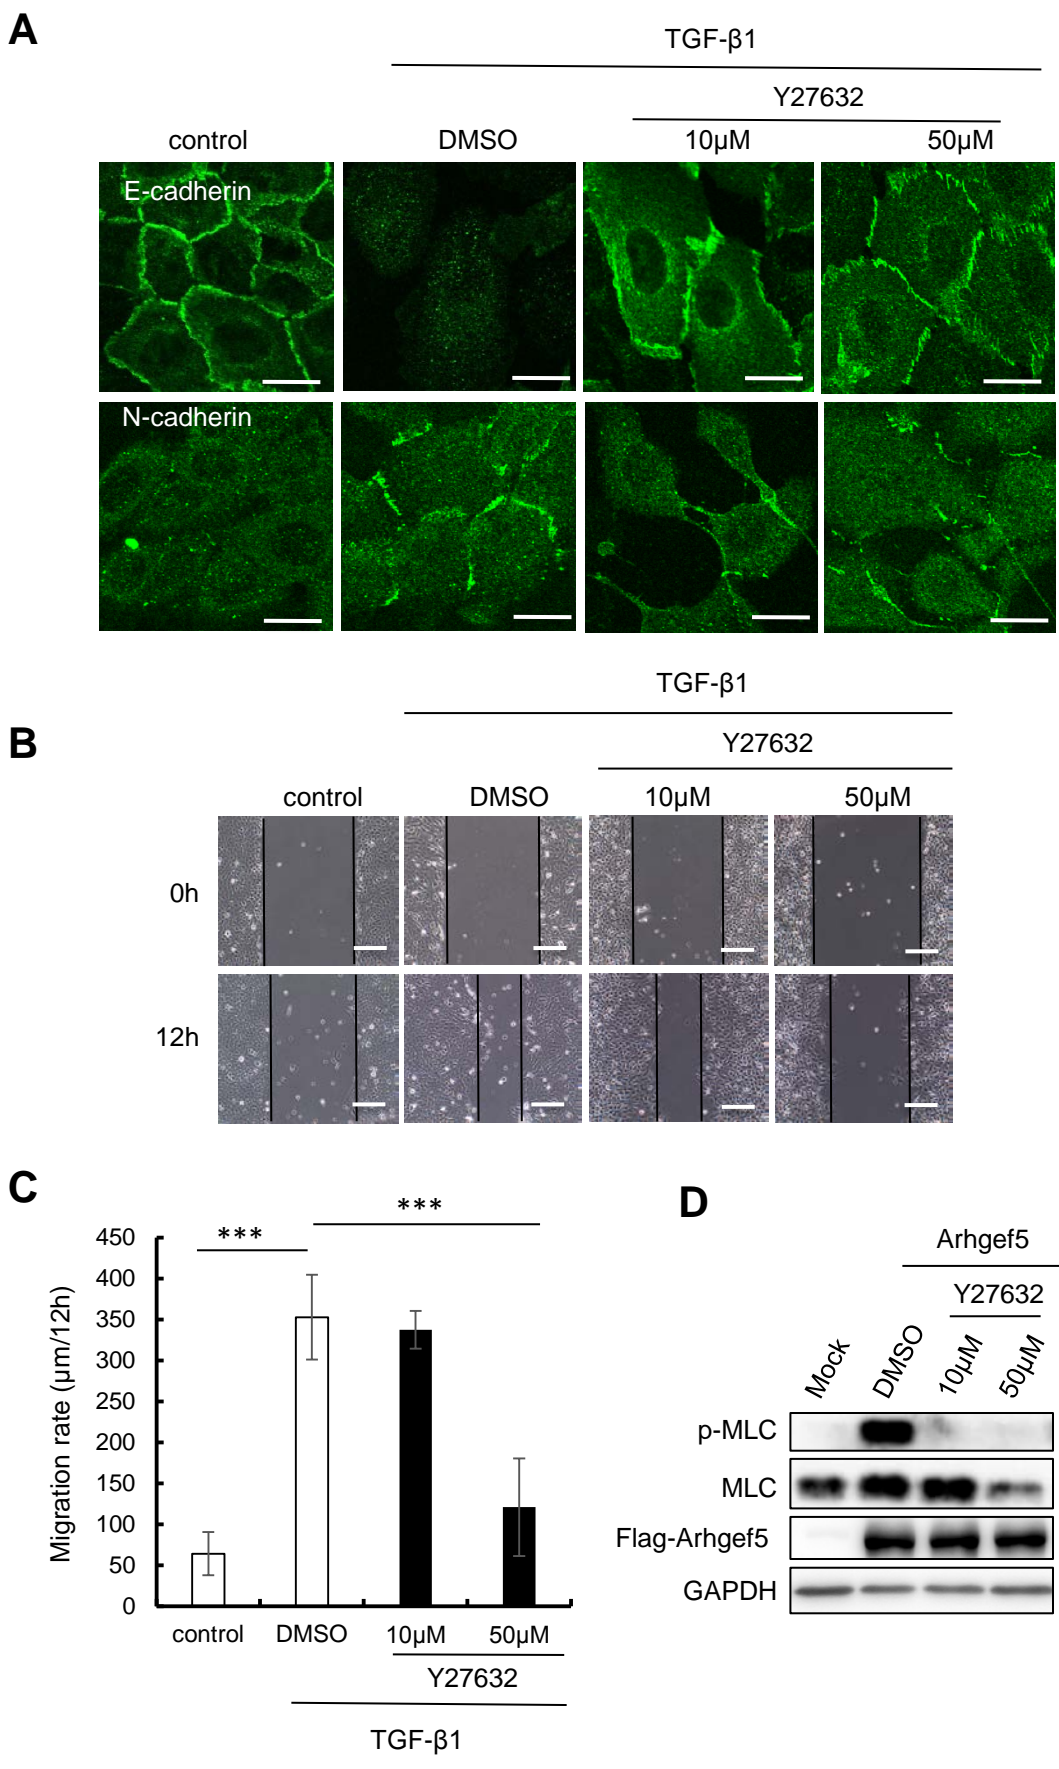 A
TGF-β1
Y27632
control DMSO 10μM 50μM
E-cadherin
N-cadherin
TGF-β1
B
Y27632
control DMSO 10μM 50μM
0h
12h
C
***
***
Migration rate (μm/12h)
450
400
350
300
250
200
150
100
50
0
control DMSO 10μM 50μM
Y27632
TGF-β1
D
Arhgef5
Y27632
Mock DMSO 10μM 50μM
p-MLC
MLC
Flag-Arhgef5
GAPDH